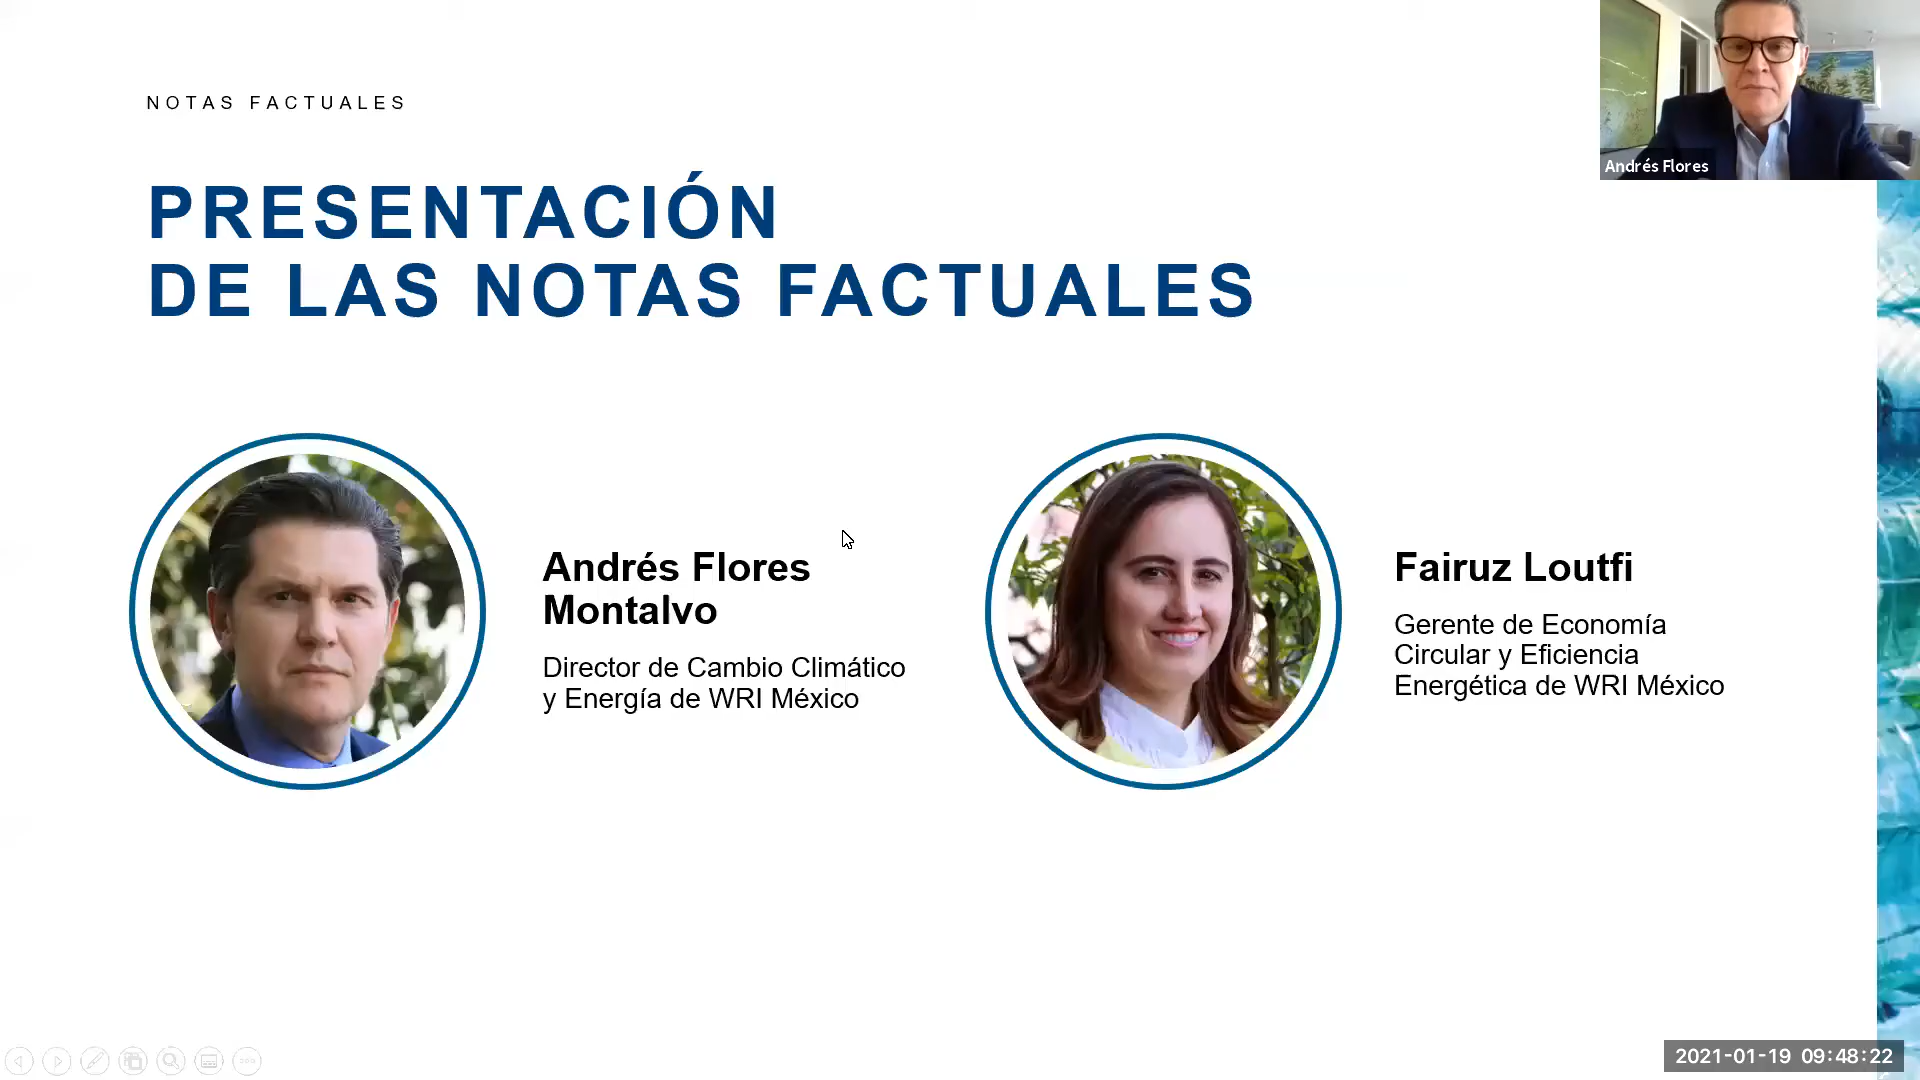 NOTAS FACTUALES
PRESENTACIÓN
DE LAS NOTAS FACTUALES
Andrés Flores
Andrés Flores
Montalvo
Director de Cambio Climático
y Energía de WRI México
Fairuz Loutfi
Gerente de Economía
Circular y Eficiencia
Energética de WRI México
2021-01-19 09:48:22